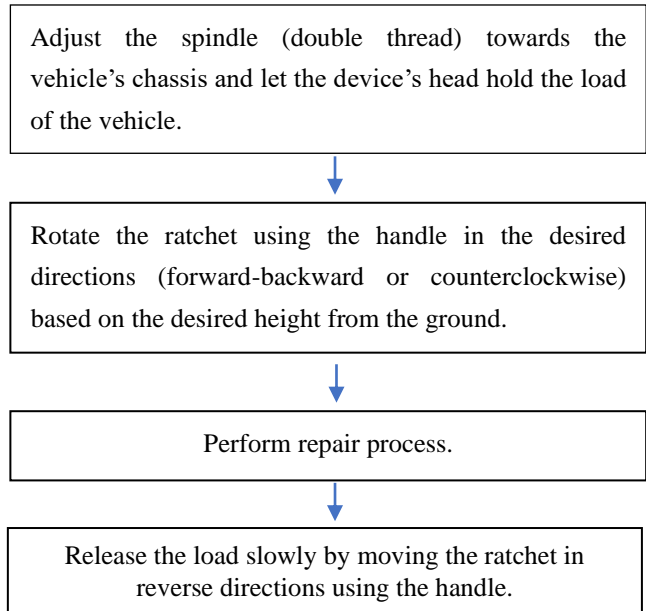 Adjust the spindle (double thread) towards the
vehicle’s chassis and let the device’s head hold the load
of the vehicle.
Rotate the ratchet using the handle in the desired
directions (forward-backward or counterclockwise)
based on the desired height from the ground.
Perform repair process.
Release the load slowly by moving the ratchet in
reverse directions using the handle.